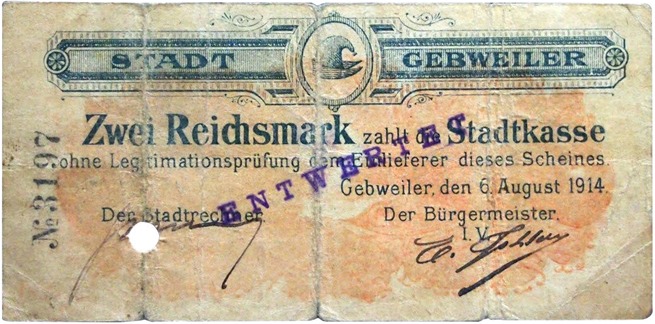 STADT GEBWEILER
Zwei Reichsmark zahlt die Stadtkasse
ohne Legitimationsprüfung dem Einlieferer dieses Scheines.
Gebweiler, den 6. August 1914.
Der Stadtrechner. Der Bürgermeister.
I. V.
№ 3197
ENTWERTET